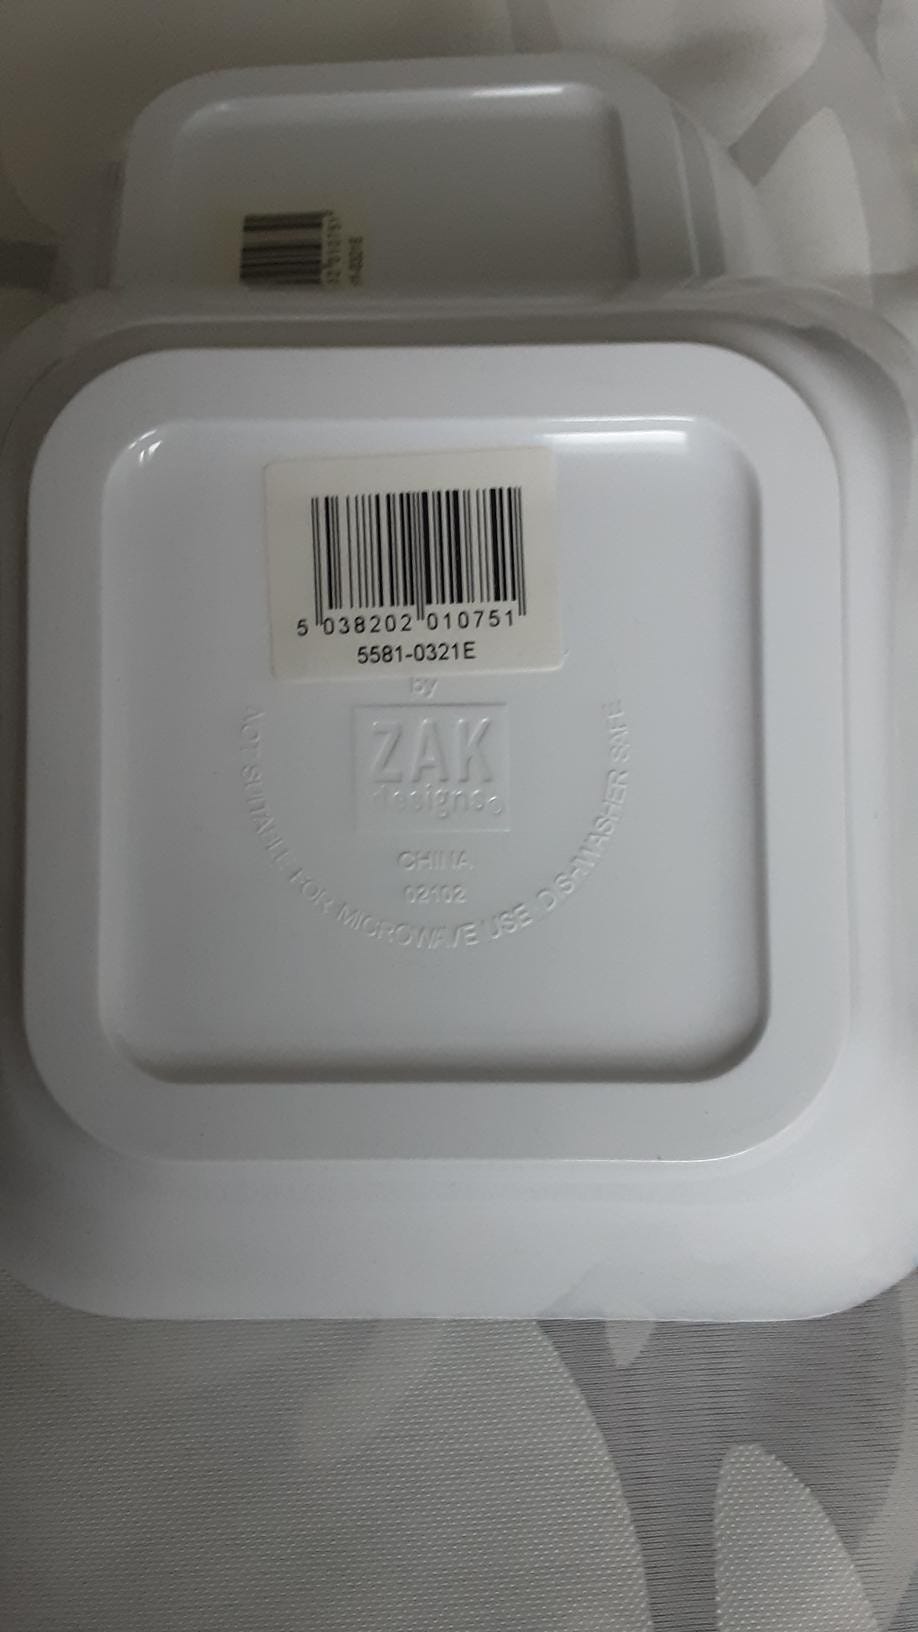 5 038202 010751
5581-0321E
by
ZAK
designs
CHINA
02102
NOT SUITABLE FOR MICROWAVE USE DISHWASHER SAFE